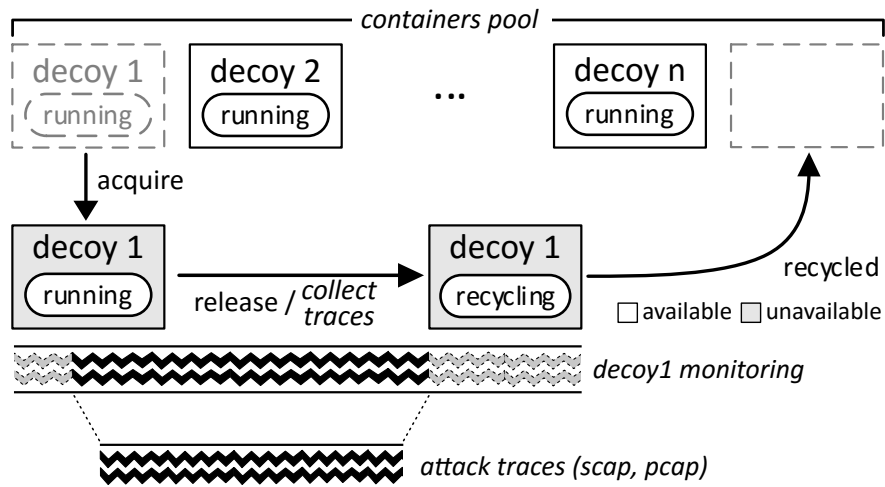 containers pool
decoy 1
running
decoy 2
running
...
decoy n
running
acquire
decoy 1
running
release / collect
traces
decoy 1
recycling
recycled
available
unavailable
decoy1 monitoring
attack traces (scap, pcap)